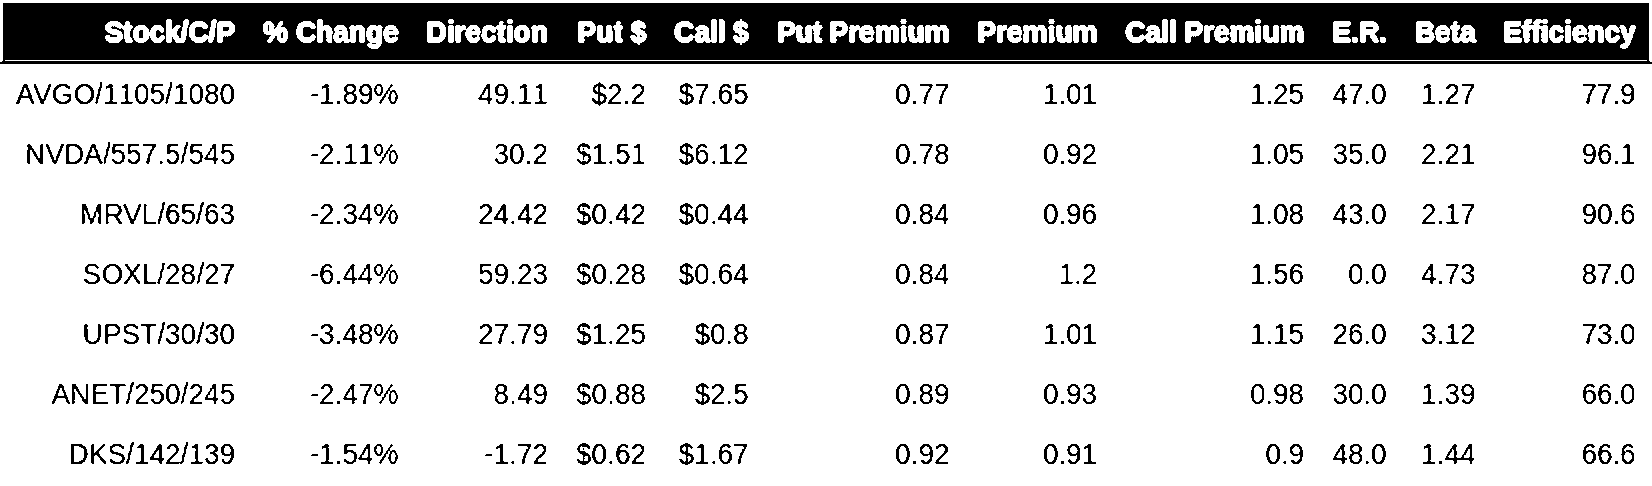 Stock/C/P % Change Direction Put $ Call $ Put Premium Premium Call Premium E.R. Beta Efficiency
AVGO/1105/1080 -1.89% 49.11 $2.2 $7.65 0.77 1.01 1.25 47.0 1.27 77.9
NVDA/557.5/545 -2.11% 30.2 $1.51 $6.12 0.78 0.92 1.05 35.0 2.21 96.1
MRVL/65/63 -2.34% 24.42 $0.42 $0.44 0.84 0.96 1.08 43.0 2.17 90.6
SOXL/28/27 -6.44% 59.23 $0.28 $0.64 0.84 1.2 1.56 0.0 4.73 87.0
UPST/30/30 -3.48% 27.79 $1.25 $0.8 0.87 1.01 1.15 26.0 3.12 73.0
ANET/250/245 -2.47% 8.49 $0.88 $2.5 0.89 0.93 0.98 30.0 1.39 66.0
DKS/142/139 -1.54% -1.72 $0.62 $1.67 0.92 0.91 0.9 48.0 1.44 66.6